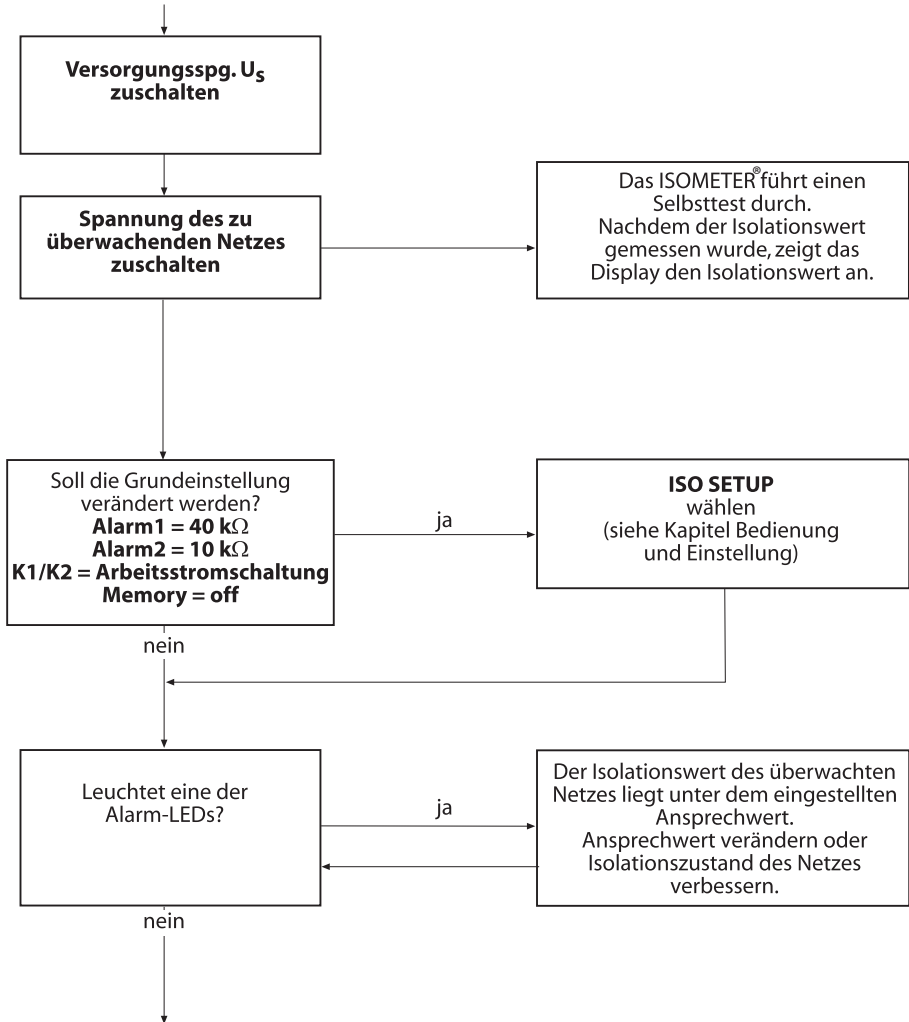 Versorgungsspg. Us
zuschalten
Spannung des zu
überwachenden Netzes
zuschalten
Das ISOMETER® führt einen
Selbsttest durch.
Nachdem der Isolationswert
gemessen wurde, zeigt das
Display den Isolationswert an.
Soll die Grundeinstellung
verändert werden?
Alarm1 = 40 kΩ
Alarm2 = 10 kΩ
K1/K2 = Arbeitsstromschaltung
Memory = off
ja
ISO SETUP
wählen
(siehe Kapitel Bedienung
und Einstellung)
nein
Leuchtet eine der
Alarm-LEDs?
ja
Der Isolationswert des überwachten
Netzes liegt unter dem eingestellten
Ansprechwert.
Ansprechwert verändern oder
Isolationszustand des Netzes
verbessern.
nein